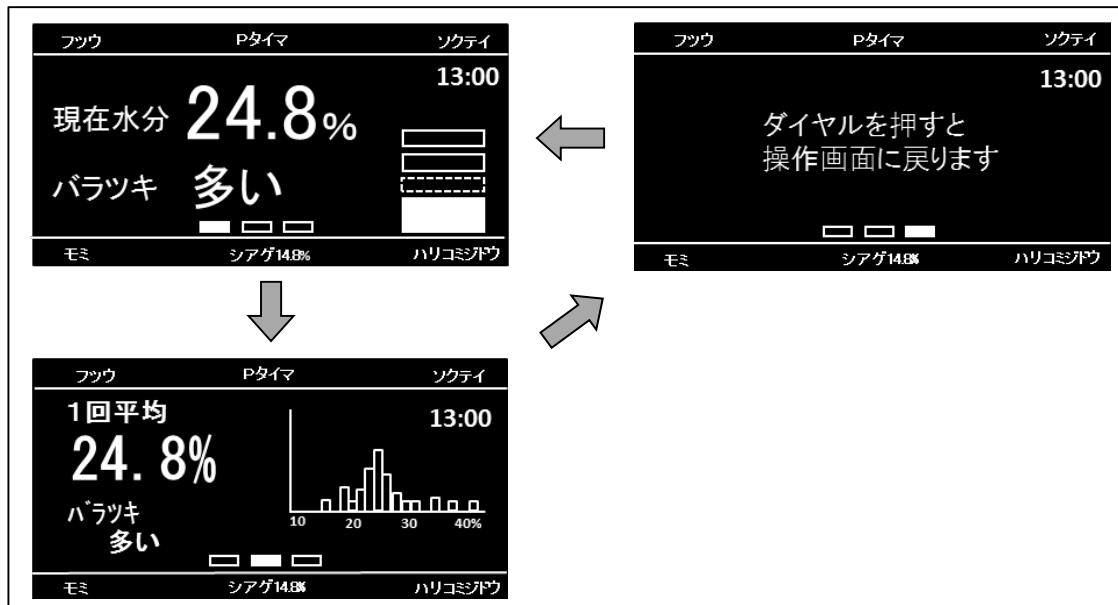 フツウ Pタイマ ソクテイ
13:00
現在水分 24.8%
バラツキ 多い
モミ シアゲ14.8% ハリコミジドウ
フツウ Pタイマ ソクテイ
13:00
ダイヤルを押すと
操作画面に戻ります
モミ シアゲ14.8% ハリコミジドウ
フツウ Pタイマ ソクテイ
1回平均
13:00
24.8%
バラツキ
多い
10 20 30 40%
モミ シアゲ14.8% ハリコミジドウ